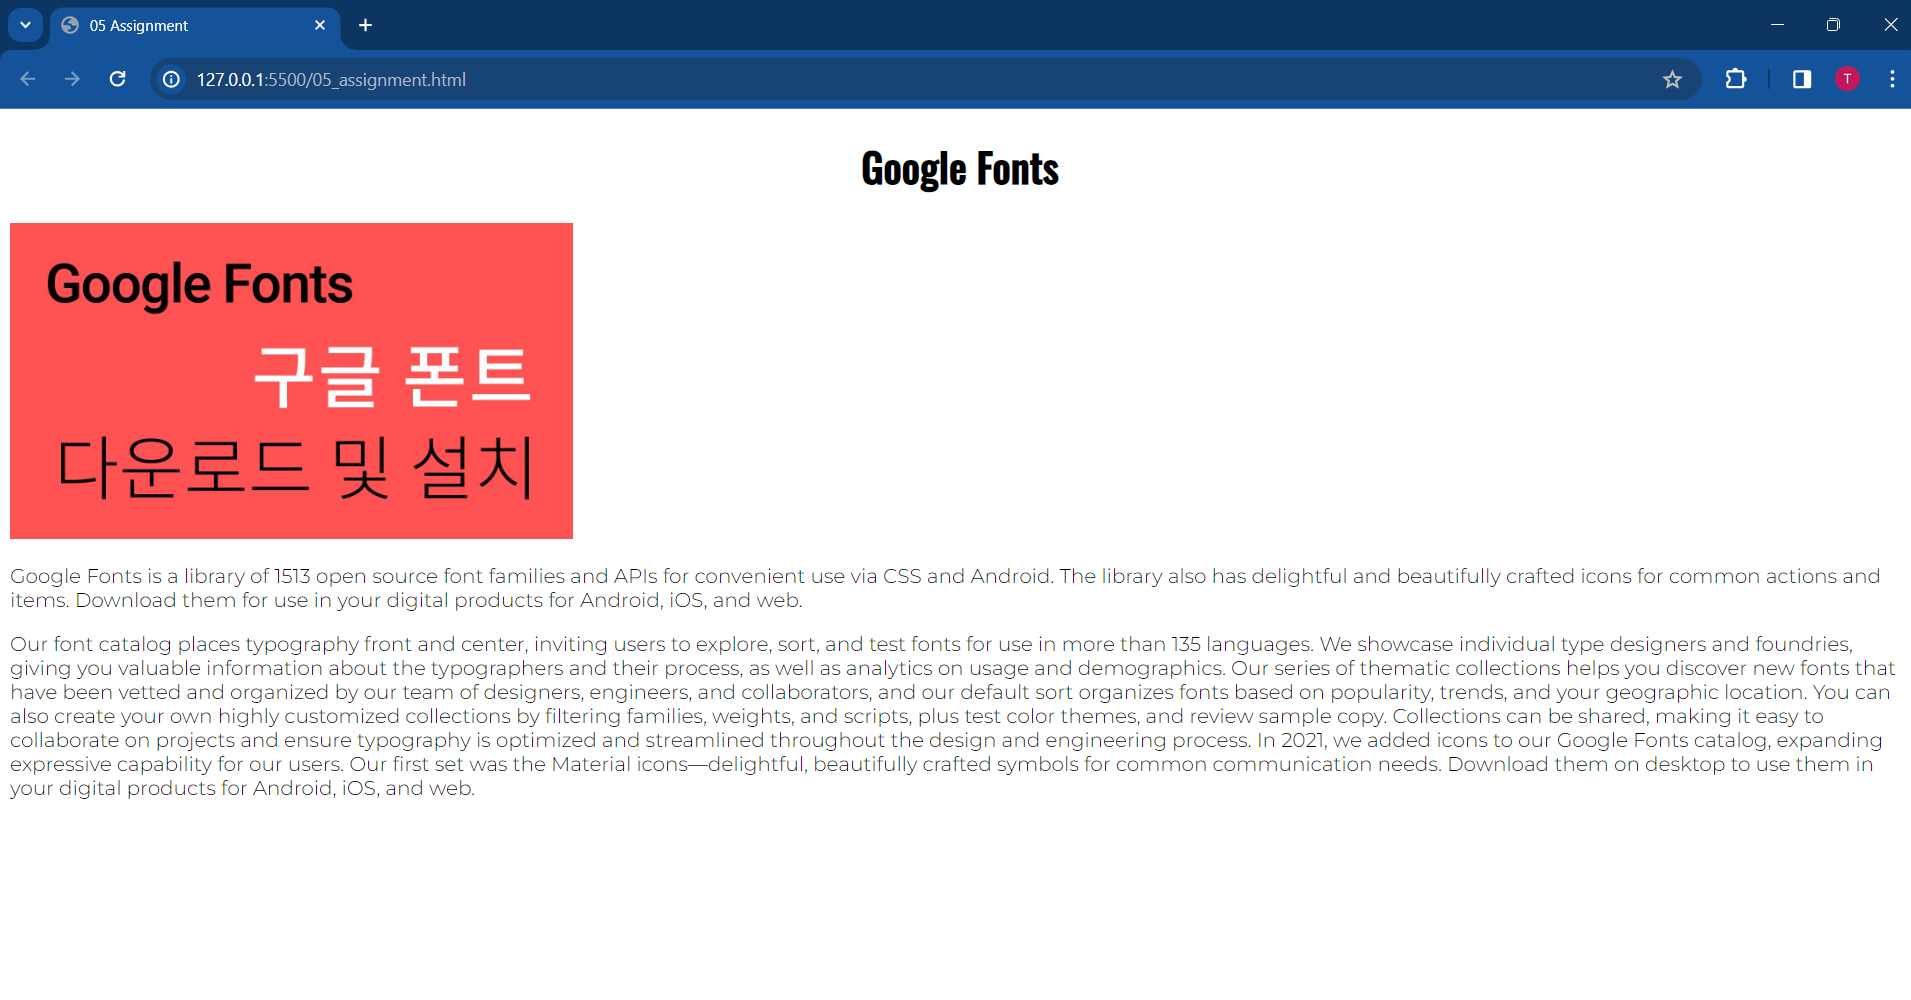 05 Assignment
127.0.0.1:5500/05_assignment.html
T
Google Fonts
Google Fonts
구글 폰트
다운로드 및 설치
Google Fonts is a library of 1513 open source font families and APIs for convenient use via CSS and Android. The library also has delightful and beautifully crafted icons for common actions and
items. Download them for use in your digital products for Android, iOS, and web.
Our font catalog places typography front and center, inviting users to explore, sort, and test fonts for use in more than 135 languages. We showcase individual type designers and foundries,
giving you valuable information about the typographers and their process, as well as analytics on usage and demographics. Our series of thematic collections helps you discover new fonts that
have been vetted and organized by our team of designers, engineers, and collaborators, and our default sort organizes fonts based on popularity, trends, and your geographic location. You can
also create your own highly customized collections by filtering families, weights, and scripts, plus test color themes, and review sample copy. Collections can be shared, making it easy to
collaborate on projects and ensure typography is optimized and streamlined throughout the design and engineering process. In 2021, we added icons to our Google Fonts catalog, expanding
expressive capability for our users. Our first set was the Material icons—delightful, beautifully crafted symbols for common communication needs. Download them on desktop to use them in
your digital products for Android, iOS, and web.